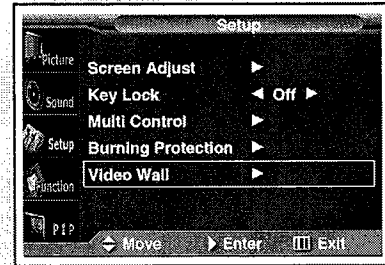 Setup
Picture
Sound
Setup
Function
PIP
Screen Adjust ►
Key Lock ◄ Off ►
Multi Control ►
Burning Protection ►
Video Wall ►
Move Enter Exit